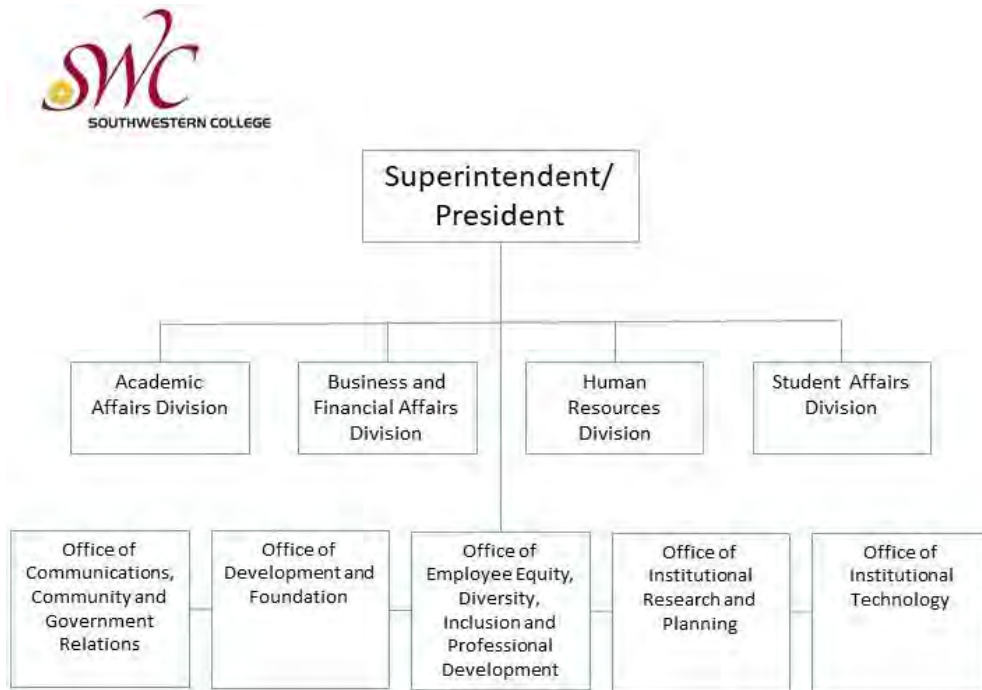 SWC
SOUTHWESTERN COLLEGE
Superintendent/
President
Academic
Affairs Division
Business and
Financial Affairs
Division
Human
Resources
Division
Student Affairs
Division
Office of
Communications,
Community and
Government
Relations
Office of
Development and
Foundation
Office of
Employee Equity,
Diversity,
Inclusion and
Professional
Development
Office of
Institutional
Research and
Planning
Office of
Institutional
Technology